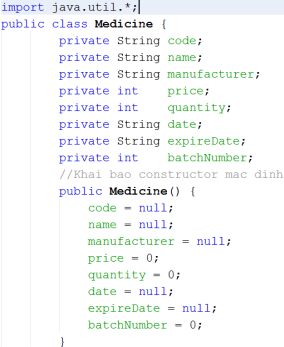 import java.util.*;
public class Medicine {
private String code;
private String name;
private String manufacturer;
private int price;
private int quantity;
private String date;
private String expireDate;
private int batchNumber;
//Khai bao constructor mac dinh
public Medicine() {
code = null;
name = null;
manufacturer = null;
price = 0;
quantity = 0;
date = null;
expireDate = null;
batchNumber = 0;
}